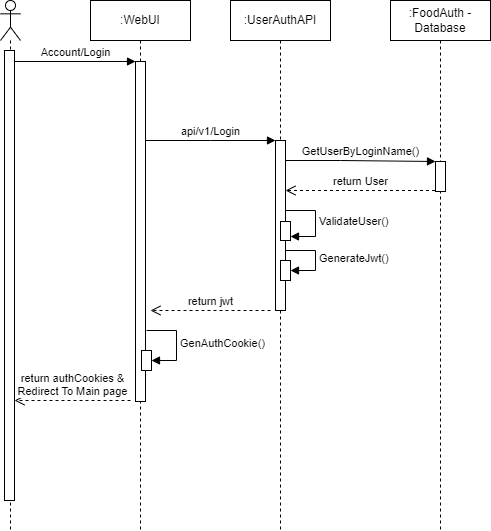 :WebUI
:UserAuthAPI
:FoodAuth -
Database
Account/Login
api/v1/Login
GetUserByLoginName()
return User
ValidateUser()
GenerateJwt()
return jwt
GenAuthCookie()
return authCookies &
Redirect To Main page